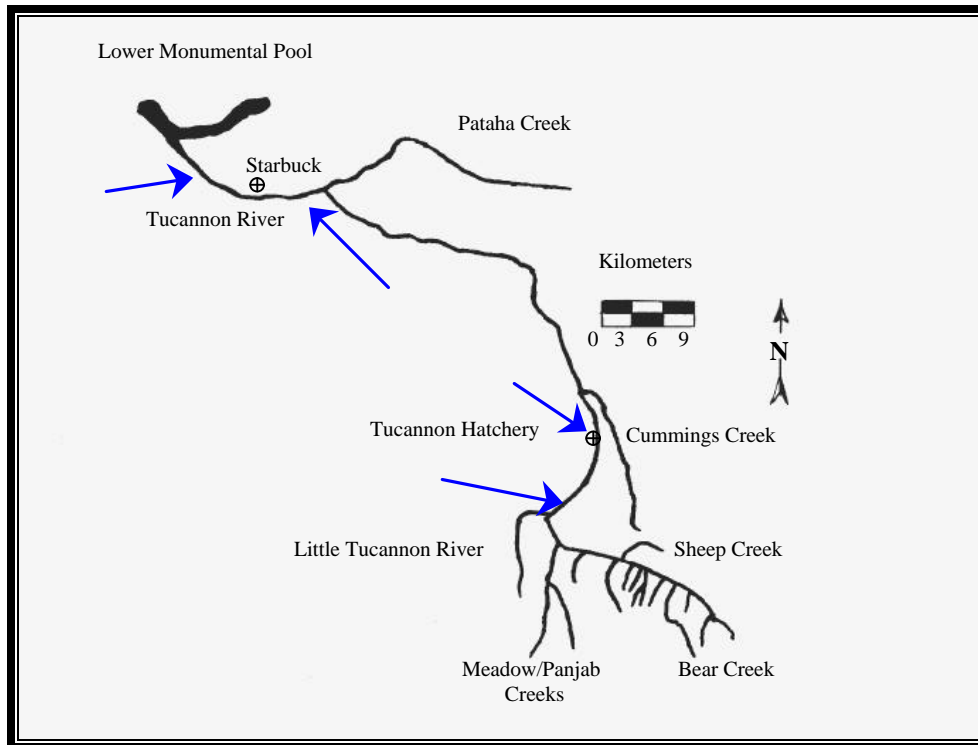 Lower Monumental Pool
Pataha Creek
Starbuck
Tucannon River
Kilometers
0 3 6 9
N
Tucannon Hatchery
Cummings Creek
Little Tucannon River
Sheep Creek
Meadow/Panjab
Creeks
Bear Creek